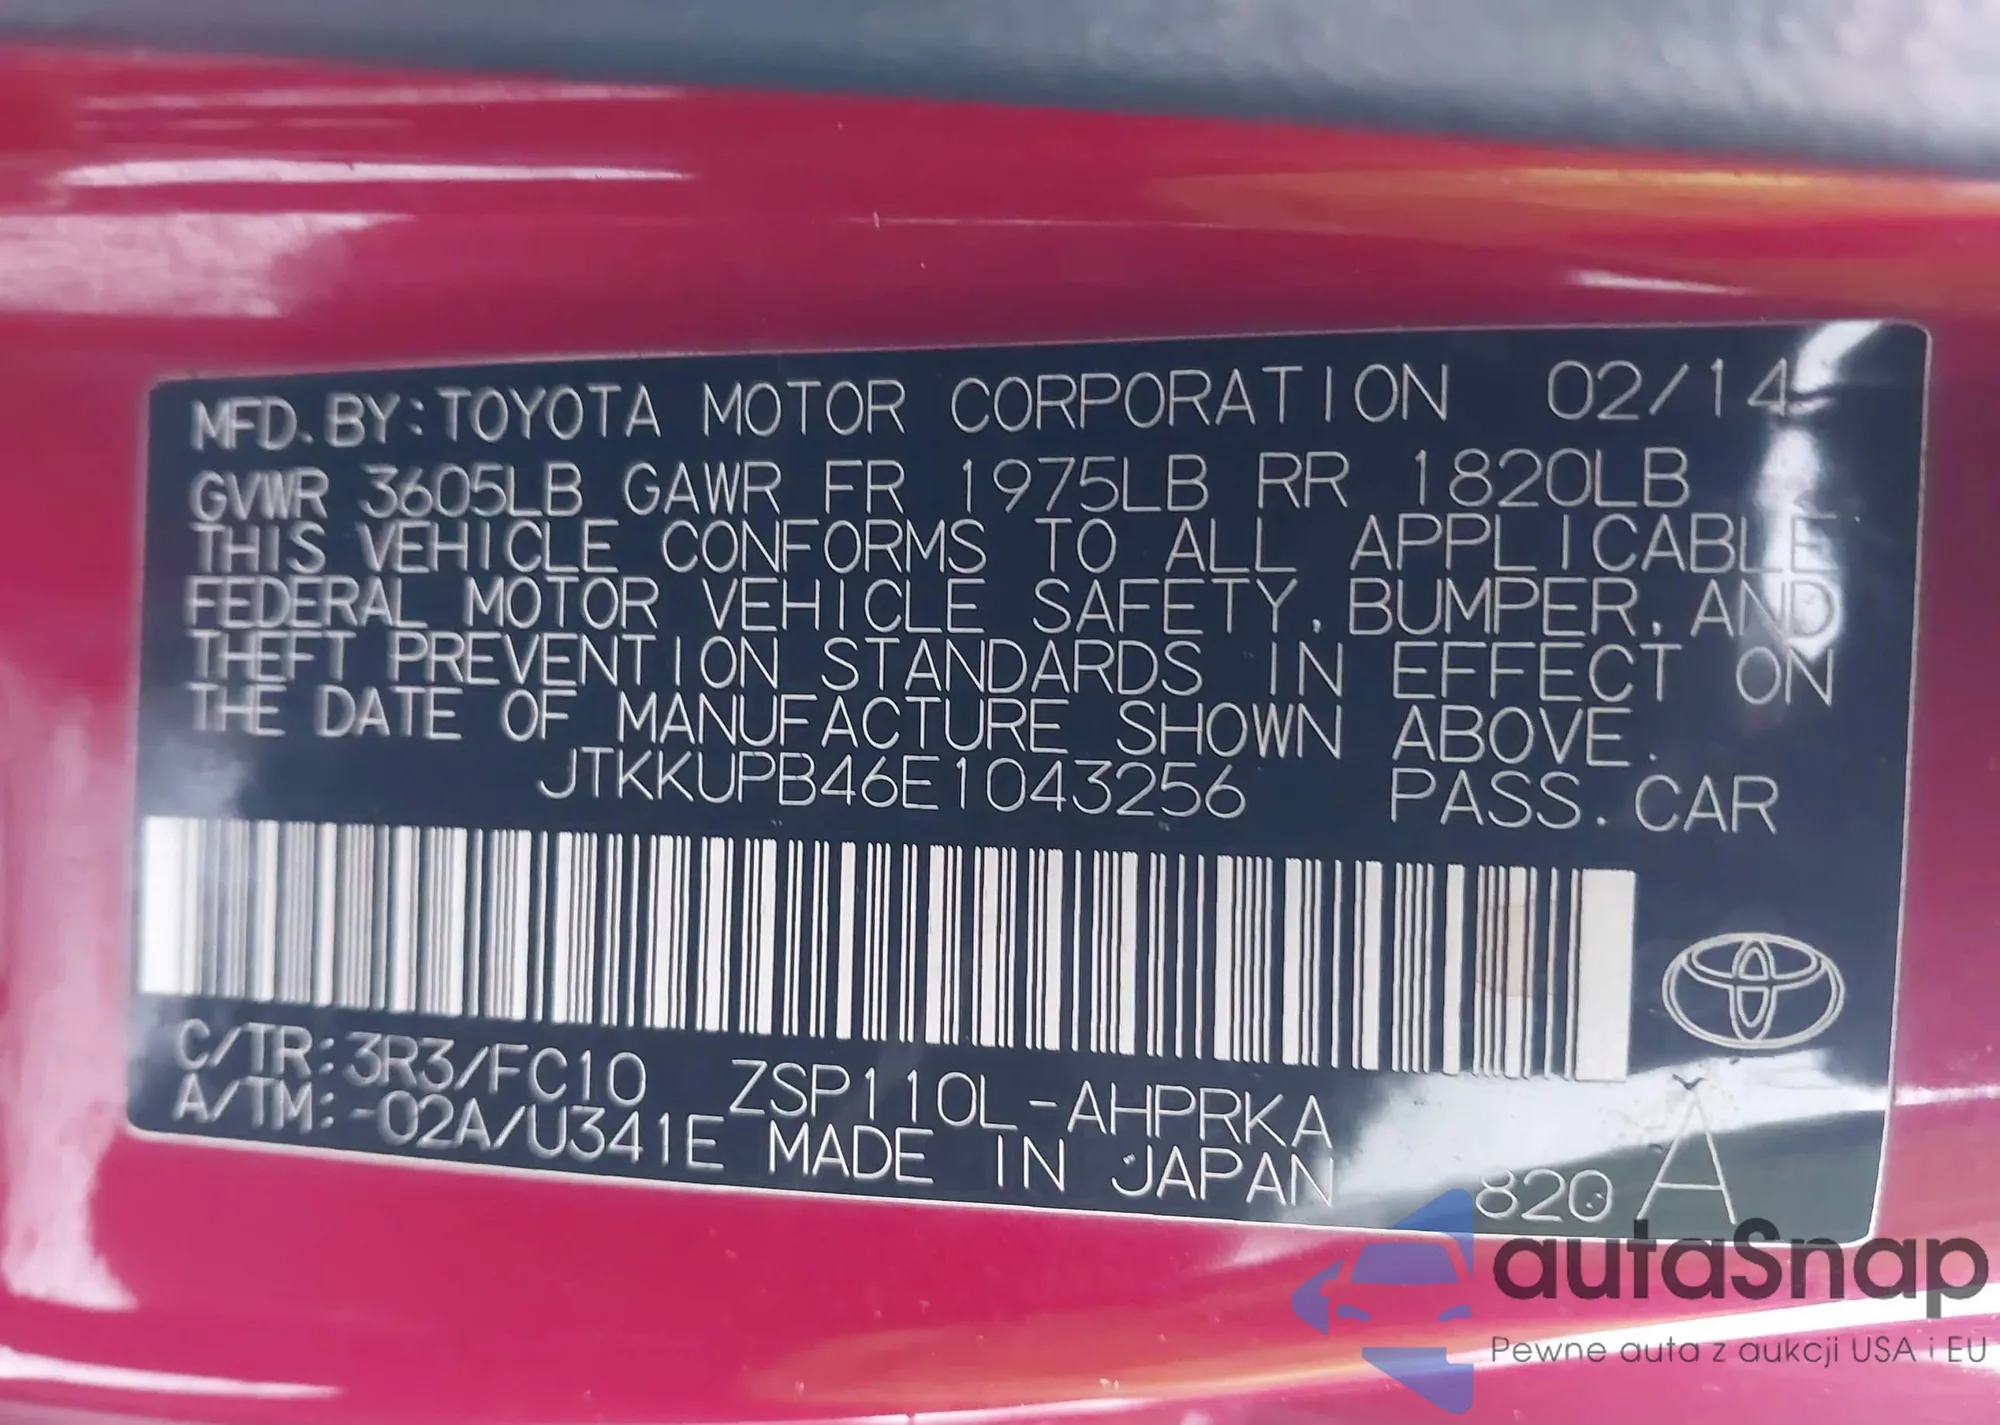 MFD. BY: TOYOTA MOTOR CORPORATION 02/14
GVWR 3605LB GAWR FR 1975LB RR 1820LB
THIS VEHICLE CONFORMS TO ALL APPLICABLE
FEDERAL MOTOR VEHICLE SAFETY, BUMPER, AND
THEFT PREVENTION STANDARDS IN EFFECT ON
THE DATE OF MANUFACTURE SHOWN ABOVE.
JTKKUPB46E1043256 PASS. CAR
C/TR: 3R3/FC10 ZSP110L-AHPRKA
A/TM: -02A/U341E MADE IN JAPAN 820 A
autaSnap
Pewne auta z aukcji USA i EU